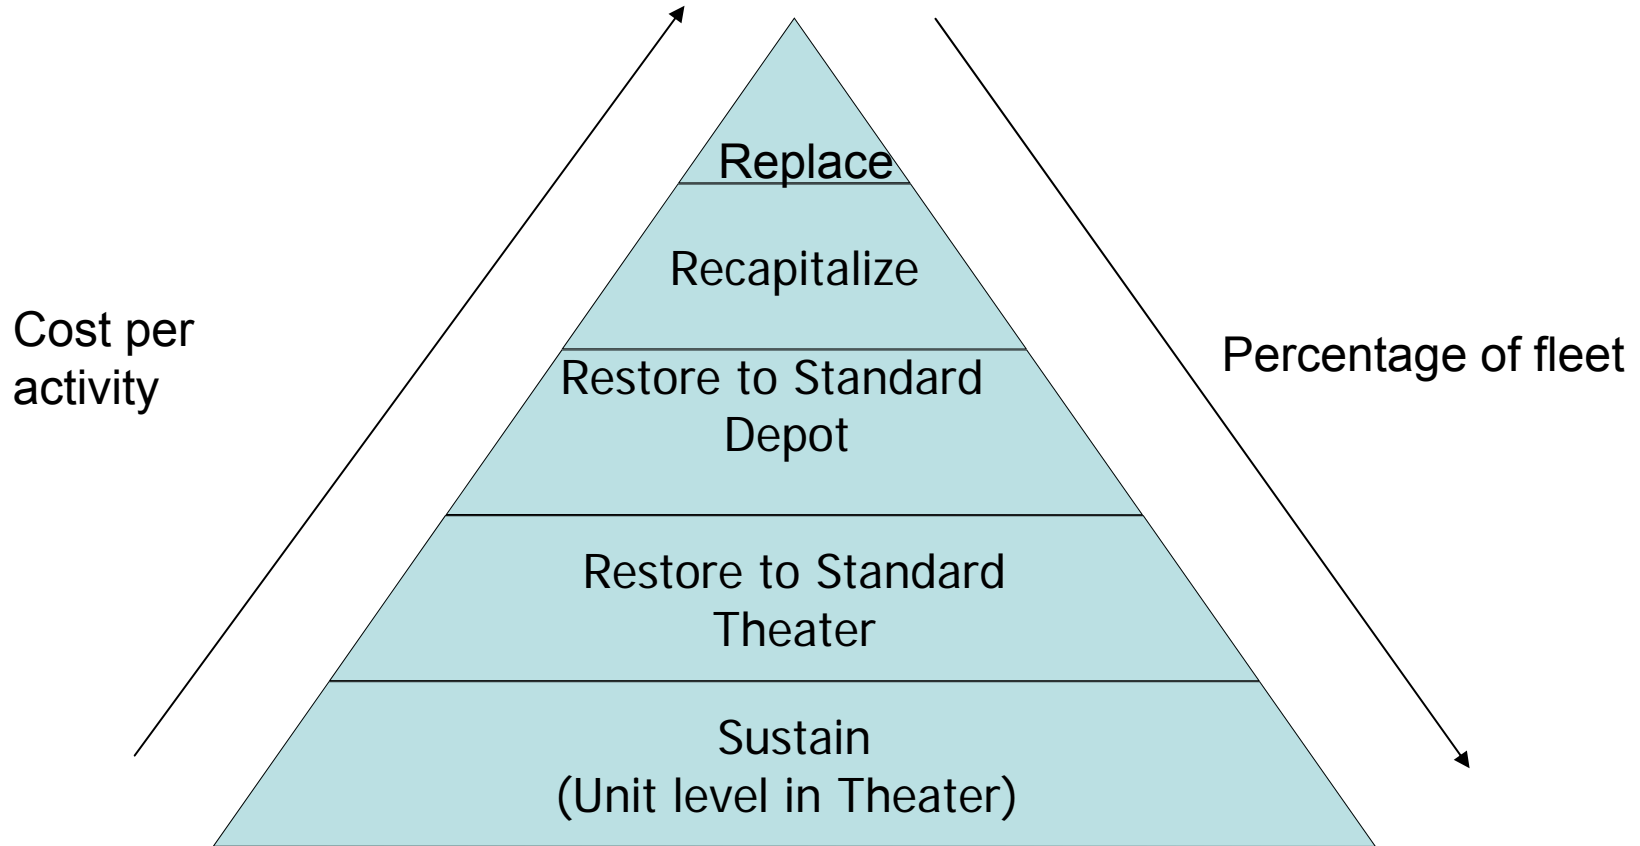 Replace
Recapitalize
Cost per
activity
Percentage of fleet
Restore to Standard
Depot
Restore to Standard
Theater
Sustain
(Unit level in Theater)